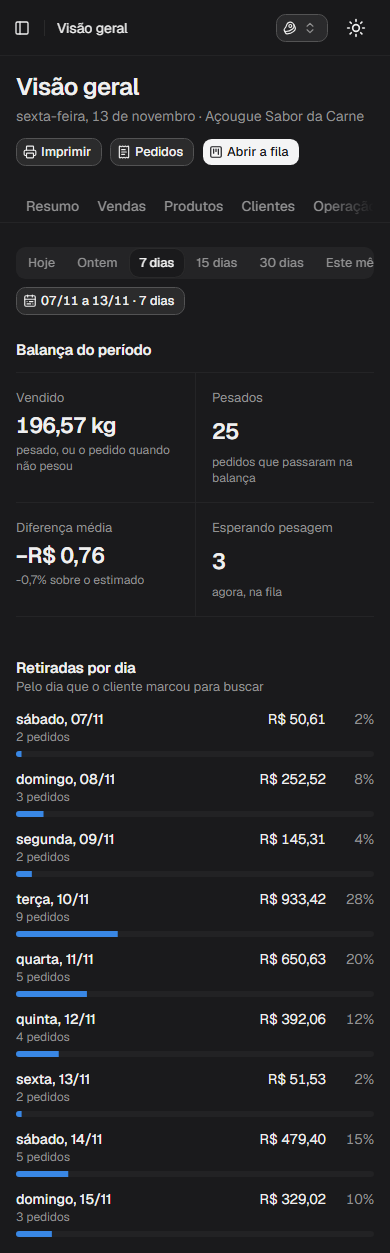 Visão geral
Visão geral
sexta-feira, 13 de novembro · Açougue Sabor da Carne
Imprimir
Pedidos
Abrir a fila
Resumo Vendas Produtos Clientes Operaçã
Hoje Ontem 7 dias 15 dias 30 dias Este mê
07/11 a 13/11 · 7 dias
Balança do período
Vendido
196,57 kg
pesado, ou o pedido quando
não pesou
Pesados
25
pedidos que passaram na
balança
Diferença média
−R$ 0,76
-0,7% sobre o estimado
Esperando pesagem
3
agora, na fila
Retiradas por dia
Pelo dia que o cliente marcou para buscar
sábado, 07/11 R$ 50,61 2%
2 pedidos
domingo, 08/11 R$ 252,52 8%
3 pedidos
segunda, 09/11 R$ 145,31 4%
2 pedidos
terça, 10/11 R$ 933,42 28%
9 pedidos
quarta, 11/11 R$ 650,63 20%
5 pedidos
quinta, 12/11 R$ 392,06 12%
4 pedidos
sexta, 13/11 R$ 51,53 2%
2 pedidos
sábado, 14/11 R$ 479,40 15%
5 pedidos
domingo, 15/11 R$ 329,02 10%
3 pedidos